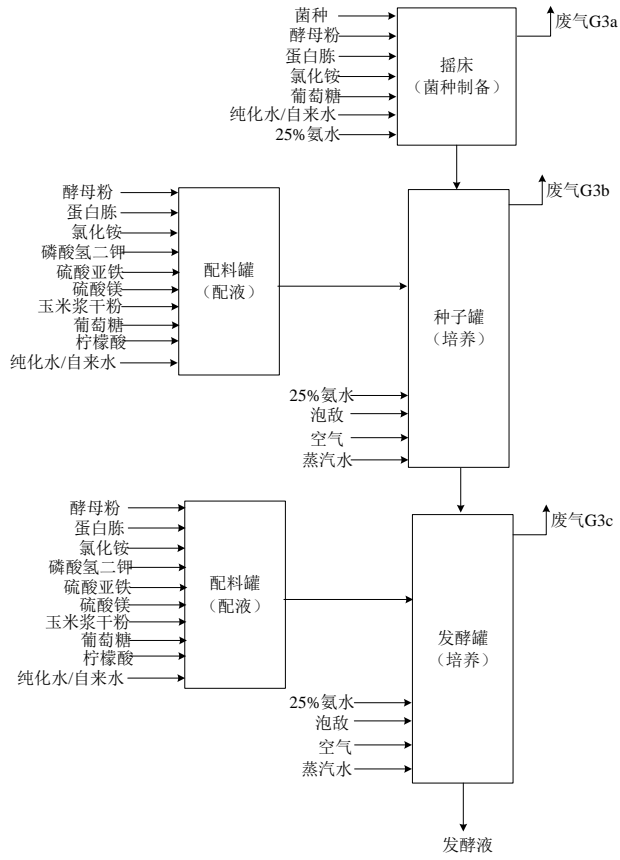 菌种
酵母粉
蛋白胨
氯化铵
葡萄糖
纯化水/自来水
25%氨水
摇床
（菌种制备）
废气G3a
酵母粉
蛋白胨
氯化铵
磷酸氢二钾
硫酸亚铁
硫酸镁
玉米浆干粉
葡萄糖
柠檬酸
纯化水/自来水
配料罐
（配液）
废气G3b
种子罐
（培养）
25%氨水
泡敌
空气
蒸汽水
酵母粉
蛋白胨
氯化铵
磷酸氢二钾
硫酸亚铁
硫酸镁
玉米浆干粉
葡萄糖
柠檬酸
纯化水/自来水
配料罐
（配液）
废气G3c
发酵罐
（培养）
25%氨水
泡敌
空气
蒸汽水
发酵液